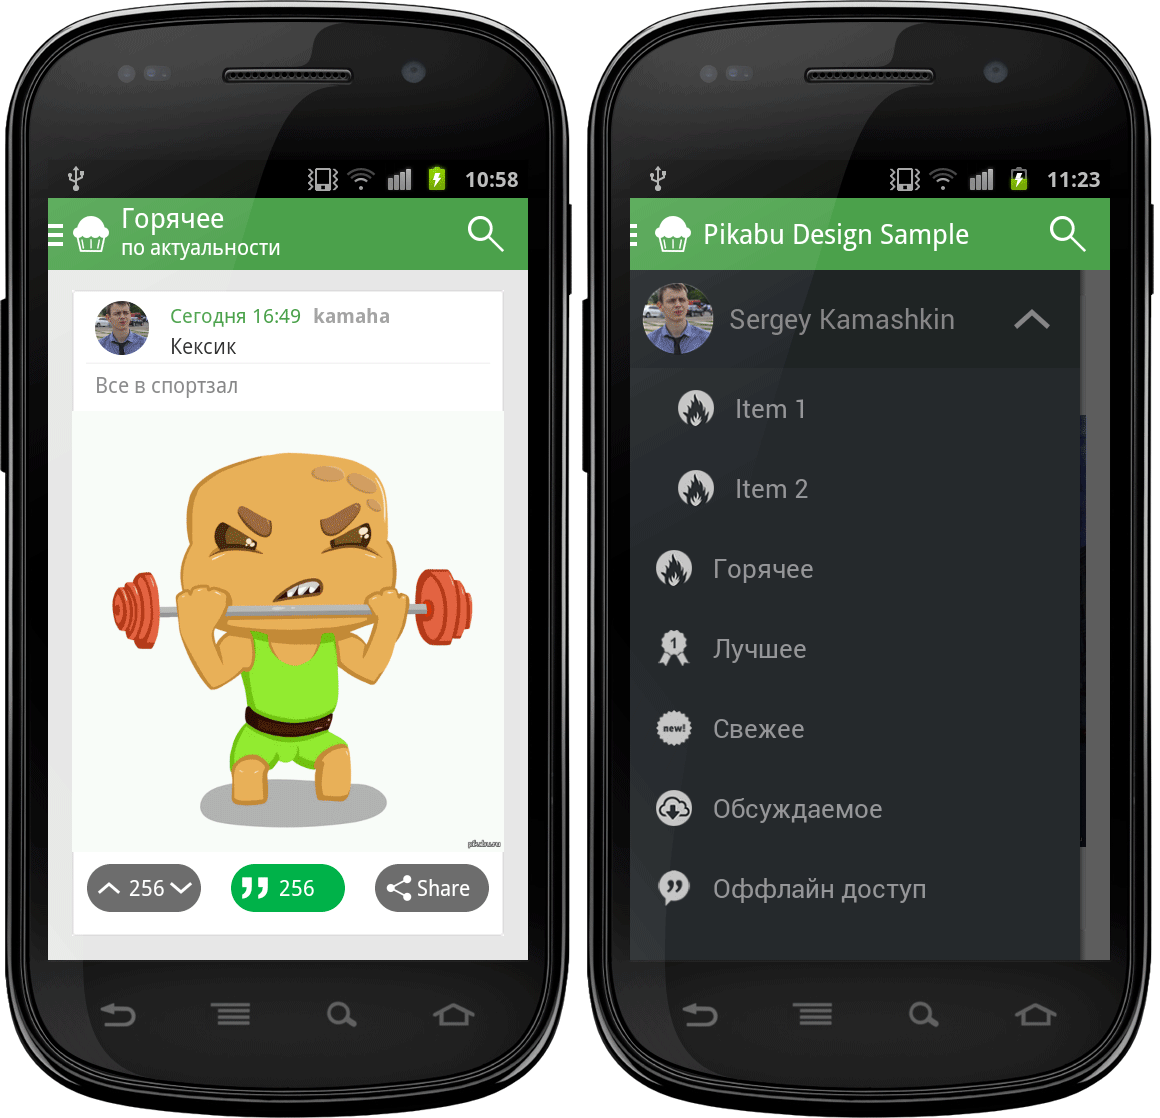 10:58
Горячее
по актуальности
Сегодня 16:49 kamaha
Кексик
Все в спортзал
pikabu.ru
256
256
Share
11:23
Pikabu Design Sample
Sergey Kamashkin
Item 1
Item 2
Горячее
1
Лучшее
new!
Свежее
Обсуждаемое
Оффлайн доступ